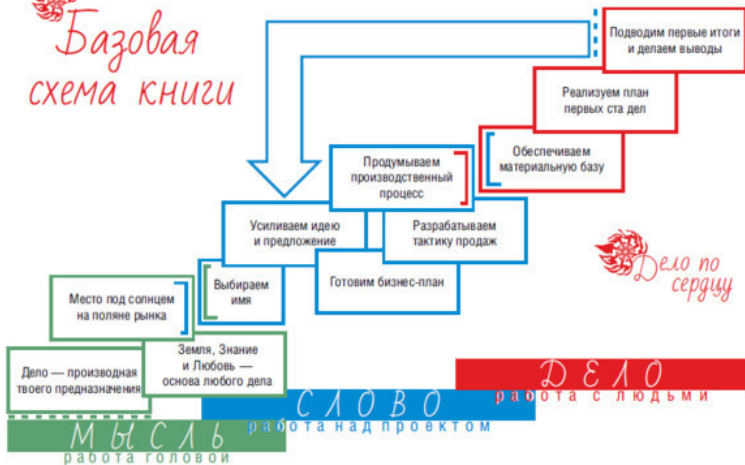 Базовая
схема книги
Подводим первые итоги
и делаем выводы
Реализуем план
первых ста дел
Обеспечиваем
материальную базу
Продумываем
производственный
процесс
Усиливаем идею
и предложение
Разрабатываем
тактику продаж
Выбираем
имя
Готовим бизнес-план
Место под солнцем
на поляне рынка
Земля, Знание
и Любовь —
основа любого дела
Дело — производная
твоего предназначения
Дело по
сердцу
ДЕЛО
работа с людьми
СЛОВО
работа над проектом
МЫСЛЬ
работа головой